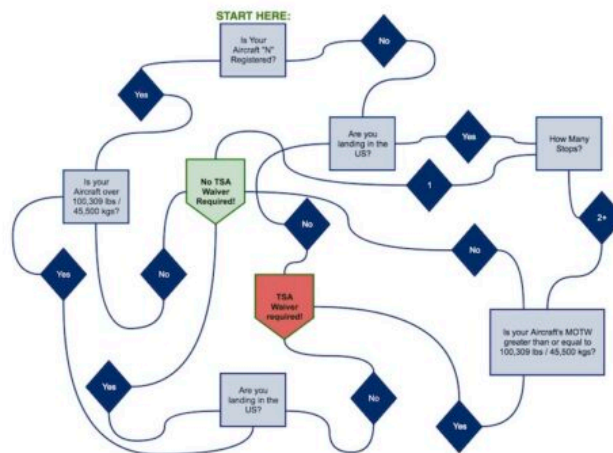 START HERE:
Is Your
Aircraft "N"
Registered?
No
Yes
Are you
landing in the
US?
Yes
How Many
Stops?
Is your
Aircraft over
100,309 lbs /
45,500 kgs?
No TSA
Waiver
Required!
1
2+
No
No
Yes
No
TSA
Waiver
required!
Is your Aircraft's MOTW
greater than or equal to
100,309 lbs / 45,500 kg?
Yes
Are you
landing in the
US?
No
Yes